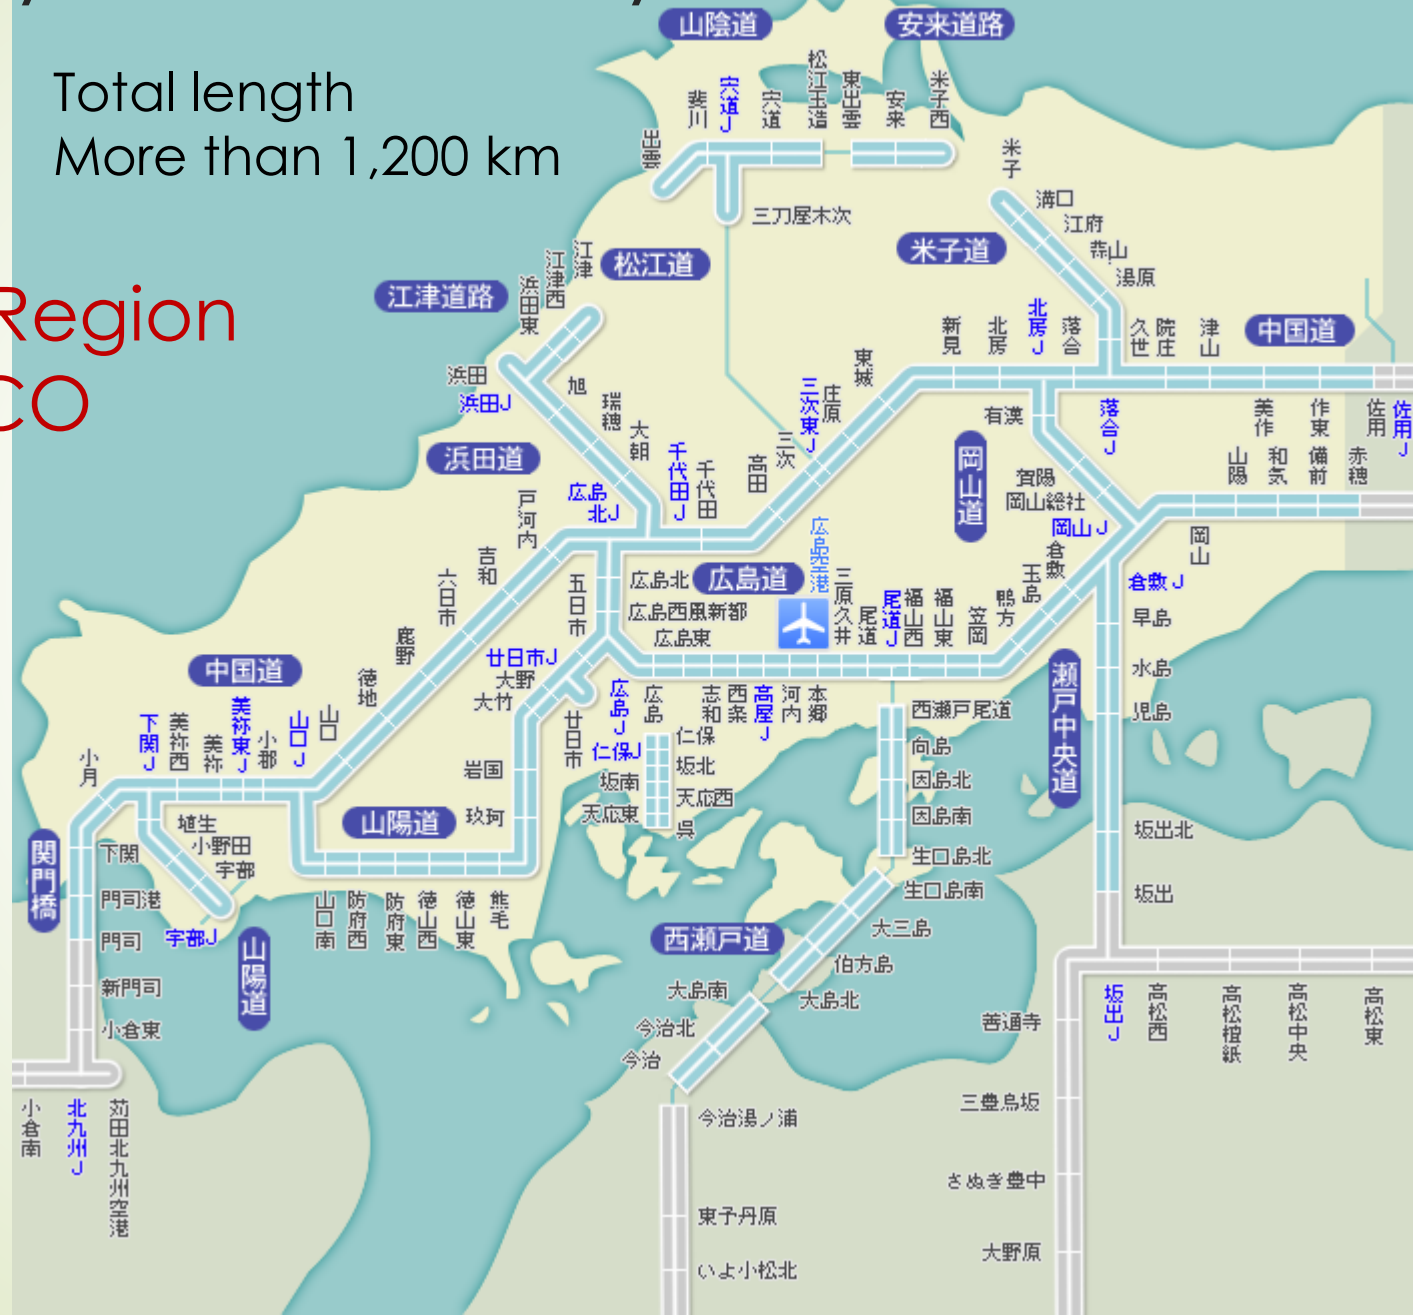 Total length
More than 1,200 km
Region
CO
山陰道
安来道路
斐川
宍道J
宍道
松江玉造
東出雲
安来
米子西
出雲
三刀屋木次
米子
溝口
江府
蒜山
湯原
米子道
松江道
江津道路
浜田東
江津西
江津
浜田
浜田J
旭
瑞穂
大朝
千代田J
千代田
浜田道
広島北J
戸河内
吉和
六日市
鹿野
徳地
高田
三次
三次東J
庄原
東城
新見
北房
北房J
落合
久世
院庄
津山
中国道
有漢
落合J
美作
作東
佐用
佐用J
岡山道
賀陽
岡山総社
岡山J
山陽
和気
備前
赤穂
岡山
倉敷J
倉敷
玉島
鴨方
笠岡
福山東
福山西
尾道J
尾道
三原久井
広島空港
広島道
広島北
広島西風新都
広島東
五日市
廿日市J
大野
大竹
廿日市
広島J
広島
志和
西条
高屋J
河内
本郷
早島
水島
児島
瀬戸中央道
坂出北
坂出
坂出J
高松西
高松檀紙
高松中央
高松東
善通寺
三豊鳥坂
さぬき豊中
大野原
西瀬戸尾道
向島
因島北
因島南
生口島北
生口島南
大三島
伯方島
大島北
大島南
今治北
今治
西瀬戸道
今治湯ノ浦
東予丹原
いよ小松北
仁保J
仁保
坂北
坂南
天応西
天応東
呉
岩国
玖珂
山陽道
熊毛
徳山東
徳山西
防府東
防府西
山口南
中国道
山口
山口J
小郡
美祢東J
美祢
美祢西
下関J
小月
埴生
小野田
宇部
宇部J
山陽道
関門橋
下関
門司港
門司
新門司
小倉東
小倉南
北九州J
苅田北九州空港